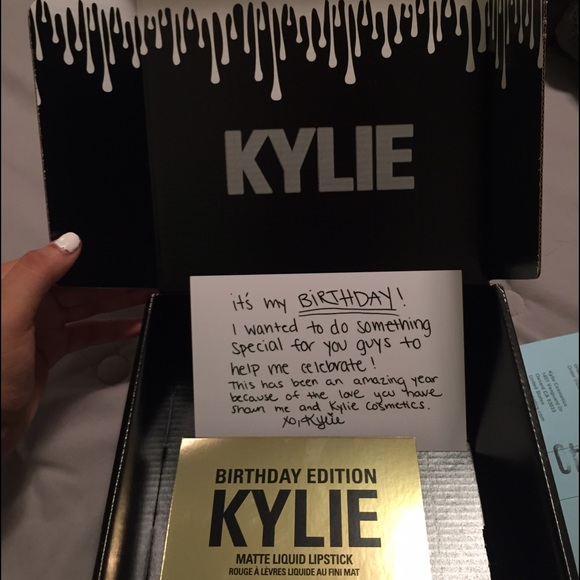 KYLIE
it's my BIRTHDAY!
I wanted to do something
special for you guys to
help me celebrate!
This has been an amazing year
because of the love you have
shown me and Kylie Cosmetics.
xo, Kylie
BIRTHDAY EDITION
KYLIE
MATTE LIQUID LIPSTICK
ROUGE À LÈVRES LIQUIDE AU FINI MAT